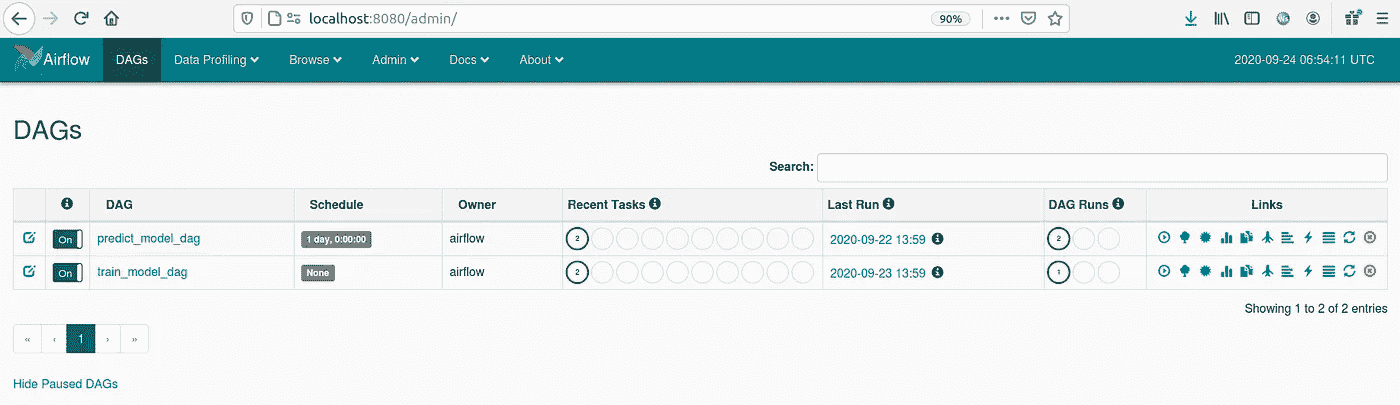 localhost:8080/admin/ 90%
Airflow DAGs Data Profiling Browse Admin Docs About 2020-09-24 06:54:11 UTC
DAGs
Search:
DAG Schedule Owner Recent Tasks Last Run DAG Runs Links
On predict_model_dag 1 day, 0:00:00 airflow 2 2020-09-22 13:59 2
On train_model_dag None airflow 2 2020-09-23 13:59 1
Showing 1 to 2 of 2 entries
« ‹ 1 › »
Hide Paused DAGs